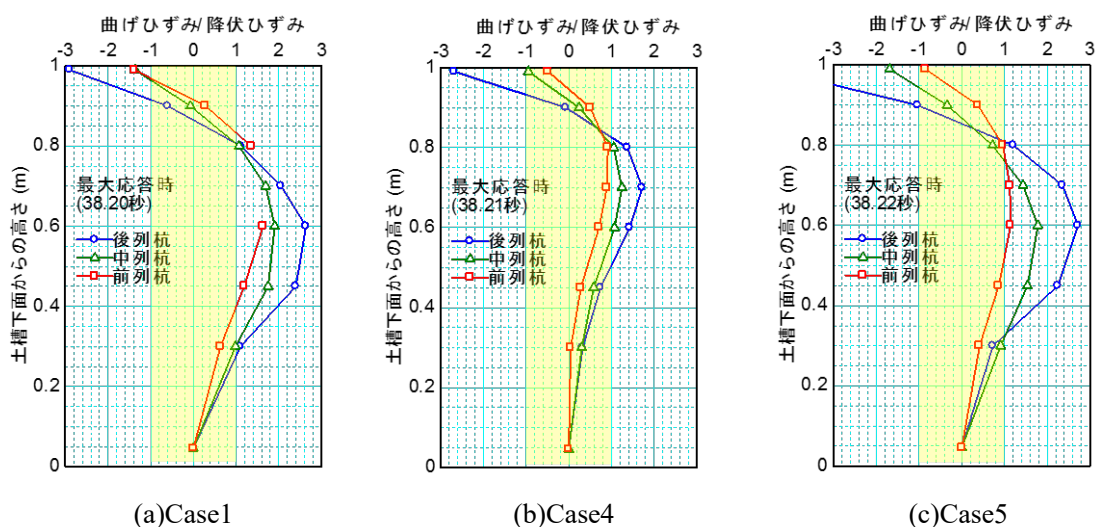 曲げひずみ/降伏ひずみ
-3 -2 -1 0 1 2 3
1
0.8
0.6
0.4
0.2
0
土槽下面からの高さ (m)
最大応答時
(38.20秒)
後列杭
中列杭
前列杭
(a)Case1
曲げひずみ/降伏ひずみ
-3 -2 -1 0 1 2 3
1
0.8
0.6
0.4
0.2
0
土槽下面からの高さ (m)
最大応答時
(38.21秒)
後列杭
中列杭
前列杭
(b)Case4
曲げひずみ/降伏ひずみ
-3 -2 -1 0 1 2 3
1
0.8
0.6
0.4
0.2
0
土槽下面からの高さ (m)
最大応答時
(38.22秒)
後列杭
中列杭
前列杭
(c)Case5